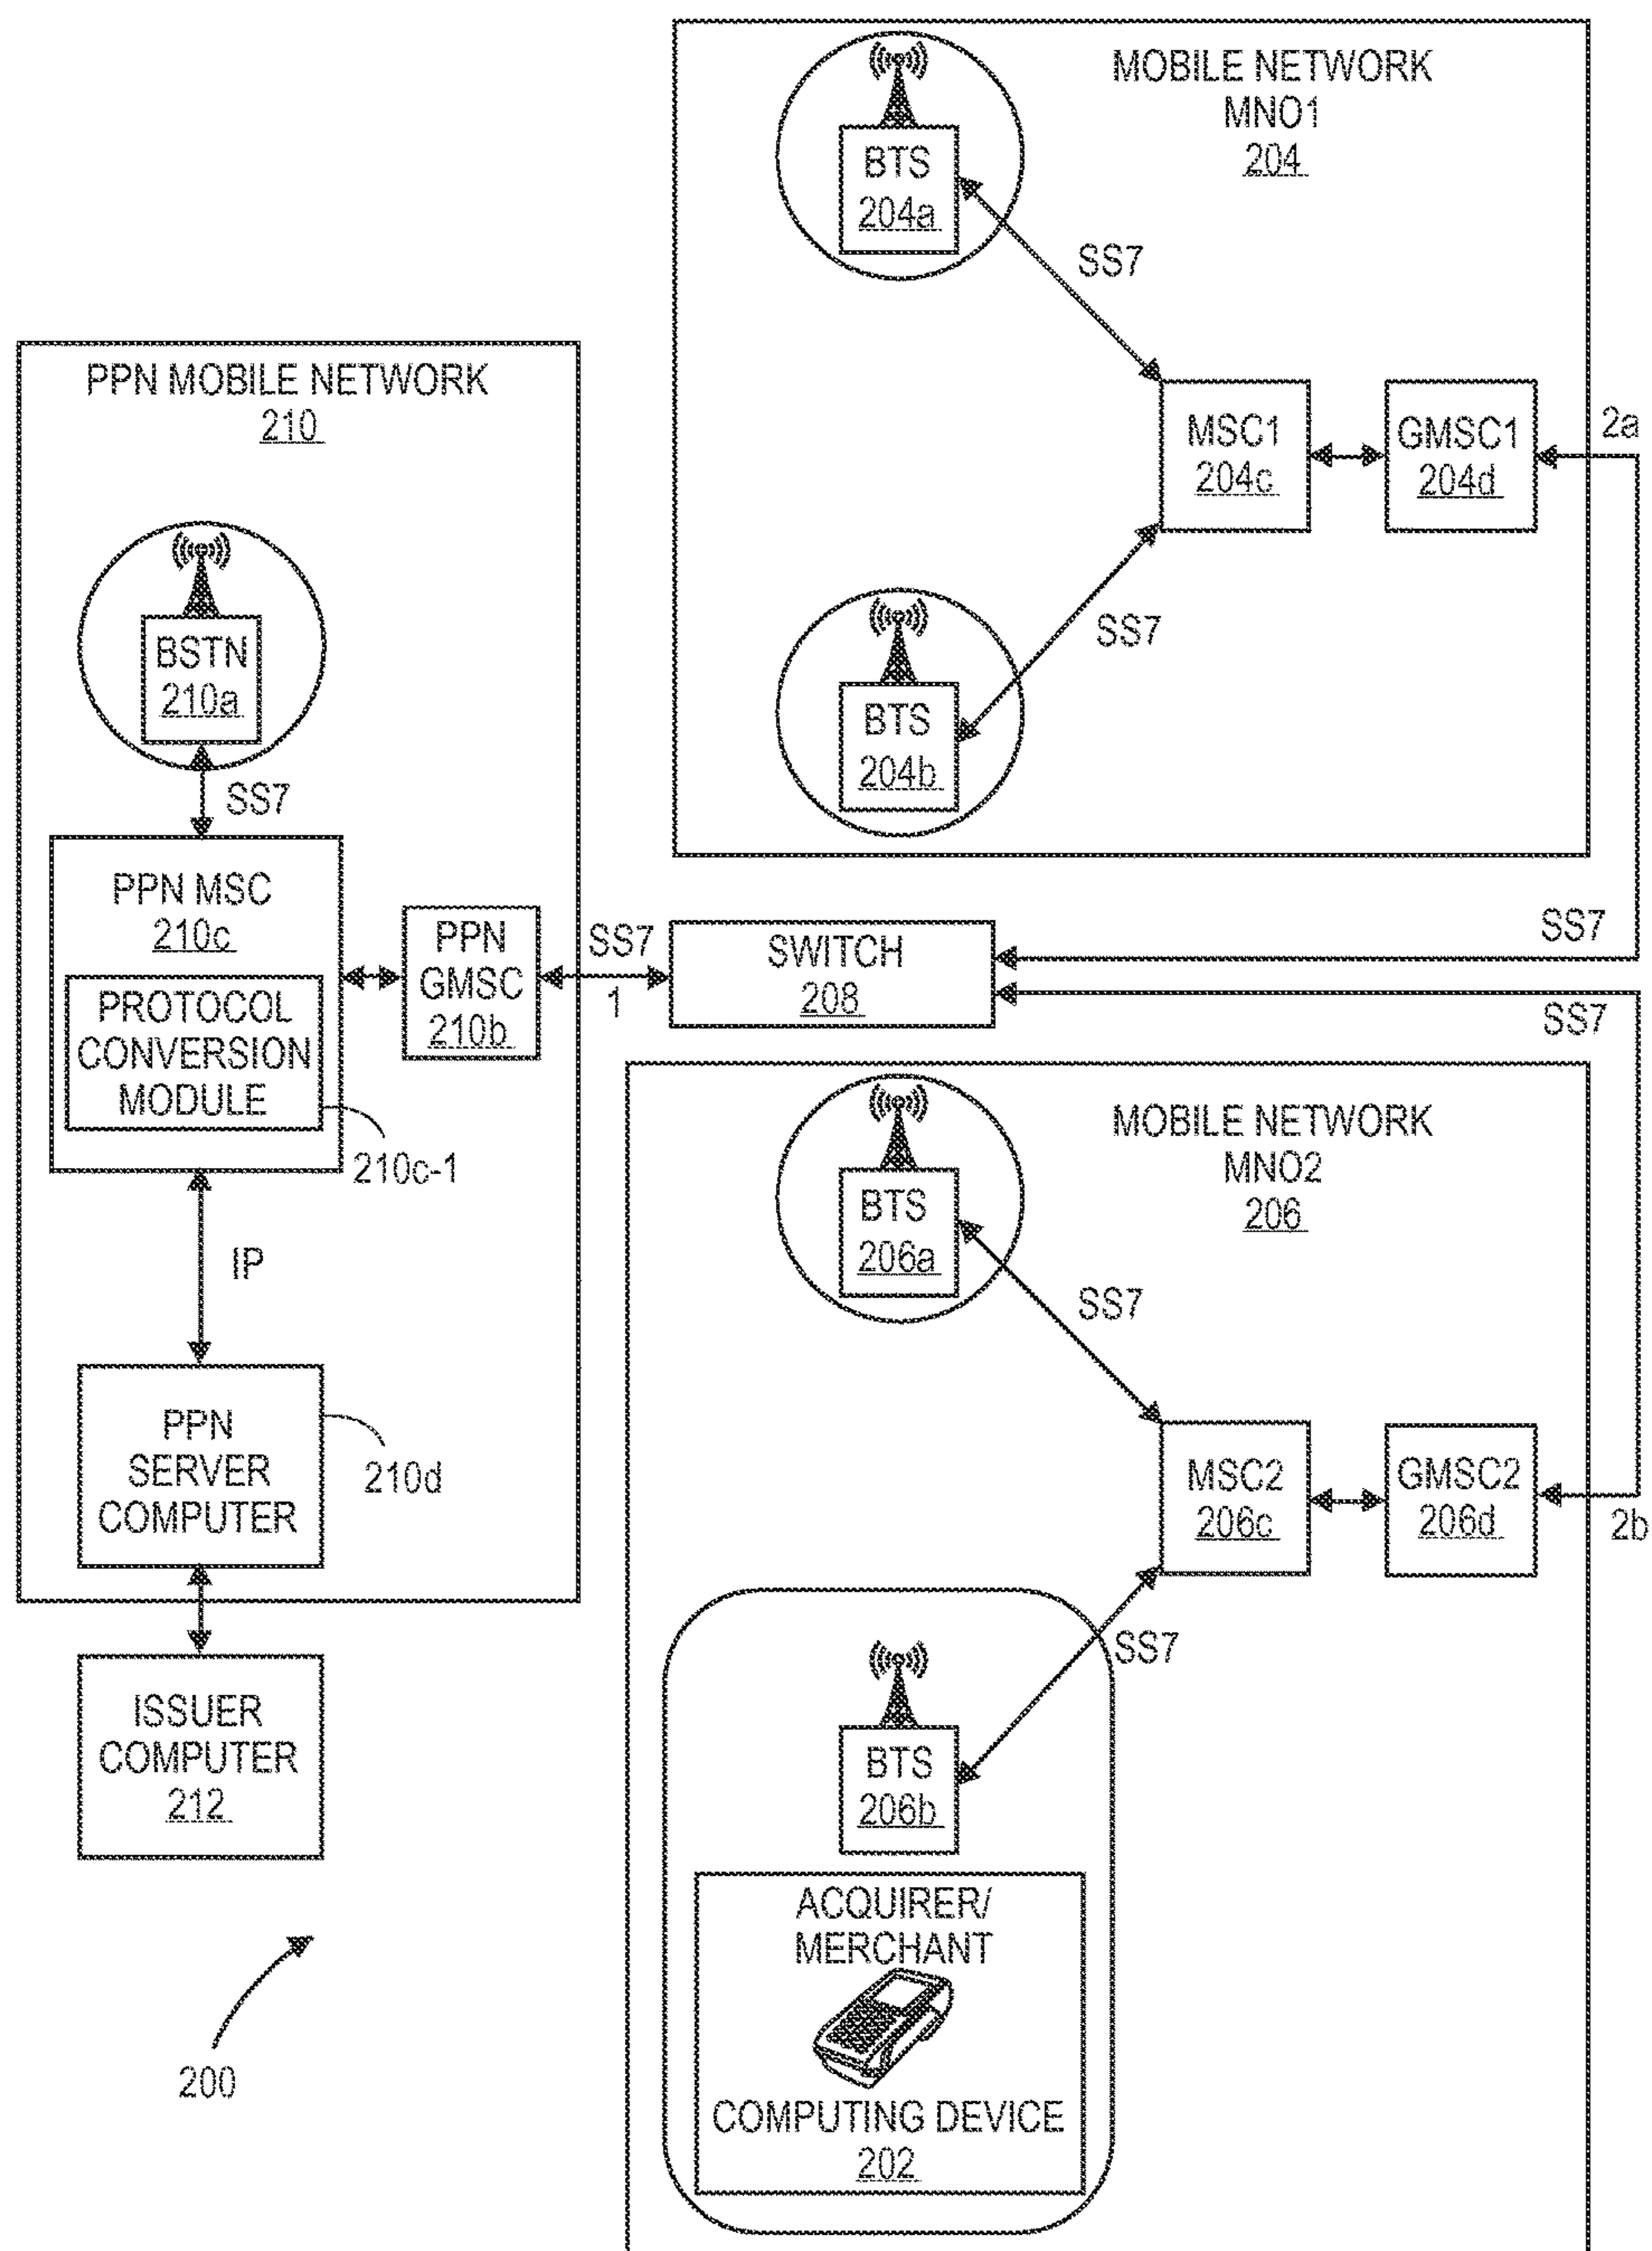 MOBILE NETWORK
MNO1
204
BTS
204a
SS7
MSC1
204c
GMSC1
204d
2a
SS7
BTS
204b
PPN MOBILE NETWORK
210
BSTN
210a
SS7
PPN MSC
210c
PROTOCOL
CONVERSION
MODULE
210c-1
PPN
GMSC
210b
SS7
1
SWITCH
208
SS7
SS7
IP
PPN
SERVER
COMPUTER
210d
ISSUER
COMPUTER
212
200
MOBILE NETWORK
MNO2
206
BTS
206a
SS7
MSC2
206c
GMSC2
206d
2b
SS7
BTS
206b
ACQUIRER/
MERCHANT
COMPUTING DEVICE
202